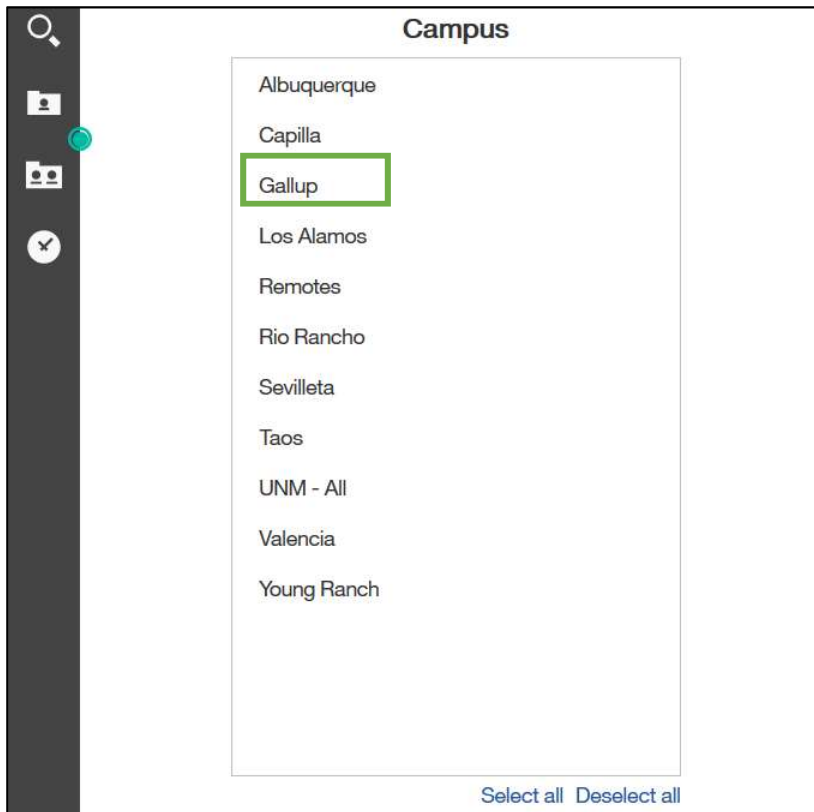 Campus
Albuquerque
Capilla
Gallup
Los Alamos
Remotes
Rio Rancho
Sevilleta
Taos
UNM - All
Valencia
Young Ranch
Select all Deselect all